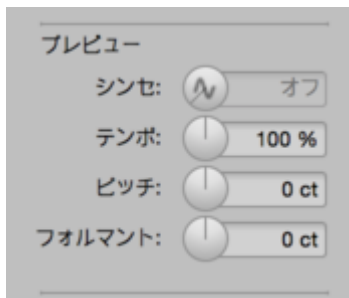 プレビュー
シンセ: オフ
テンポ: 100 %
ピッチ: 0 ct
フォルマント: 0 ct